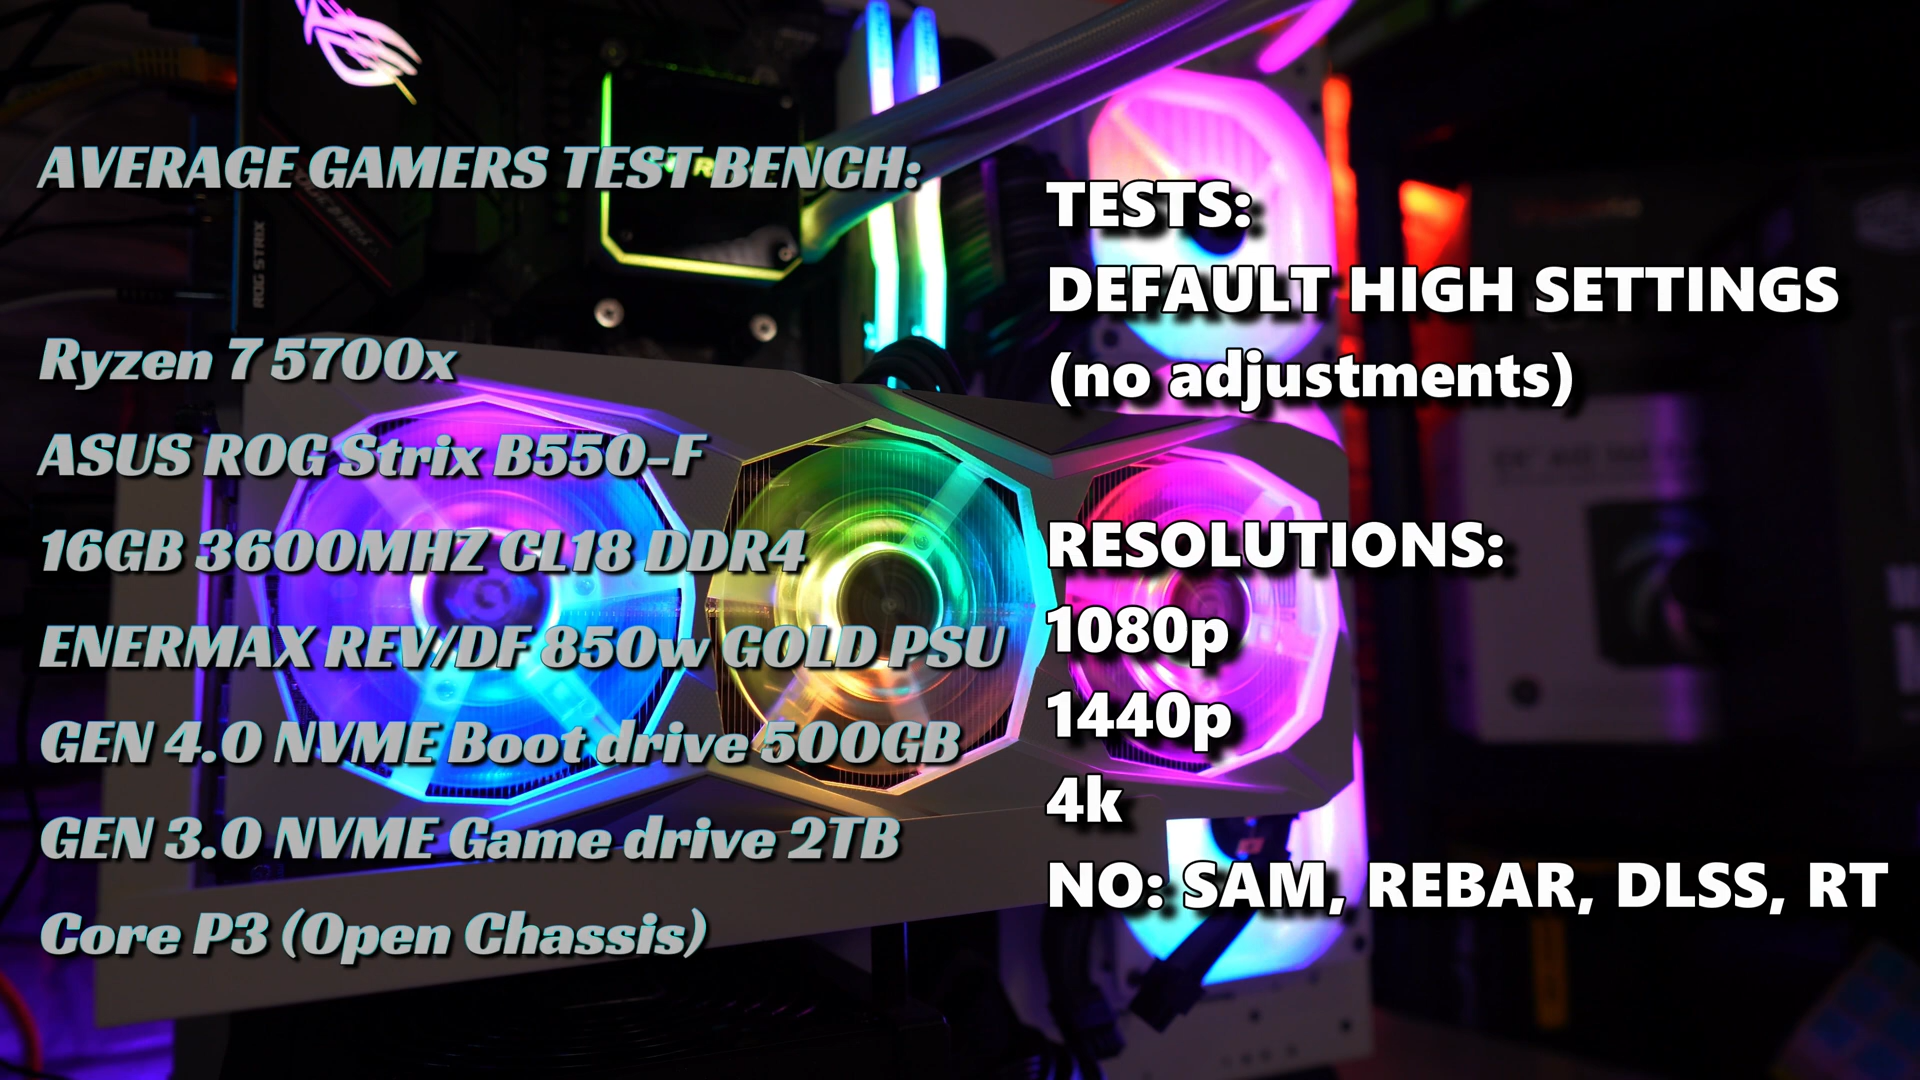 AVERAGE GAMERS TEST BENCH:
Ryzen 7 5700x
ASUS ROG Strix B550-F
16GB 3600MHZ CL18 DDR4
ENERMAX REV/DF 850w GOLD PSU
GEN 4.0 NVME Boot drive 500GB
GEN 3.0 NVME Game drive 2TB
Core P3 (Open Chassis)
TESTS:
DEFAULT HIGH SETTINGS
(no adjustments)
RESOLUTIONS:
1080p
1440p
4k
NO: SAM, REBAR, DLSS, RT
ROG STRIX